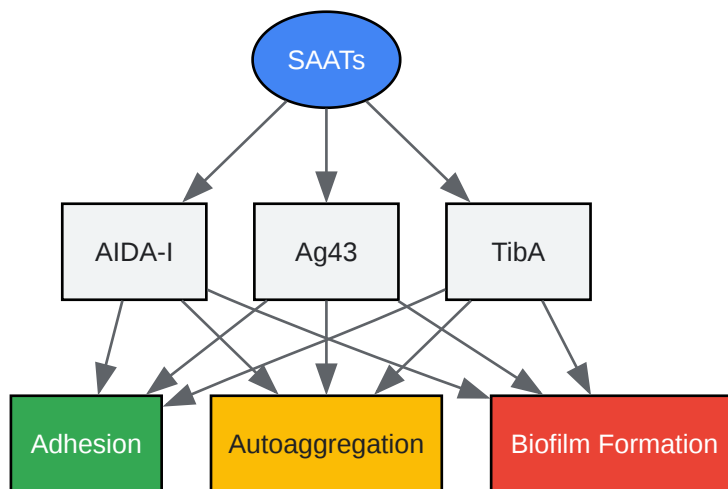 SAATs
AIDA-I
Ag43
TibA
Adhesion
Autoaggregation
Biofilm Formation